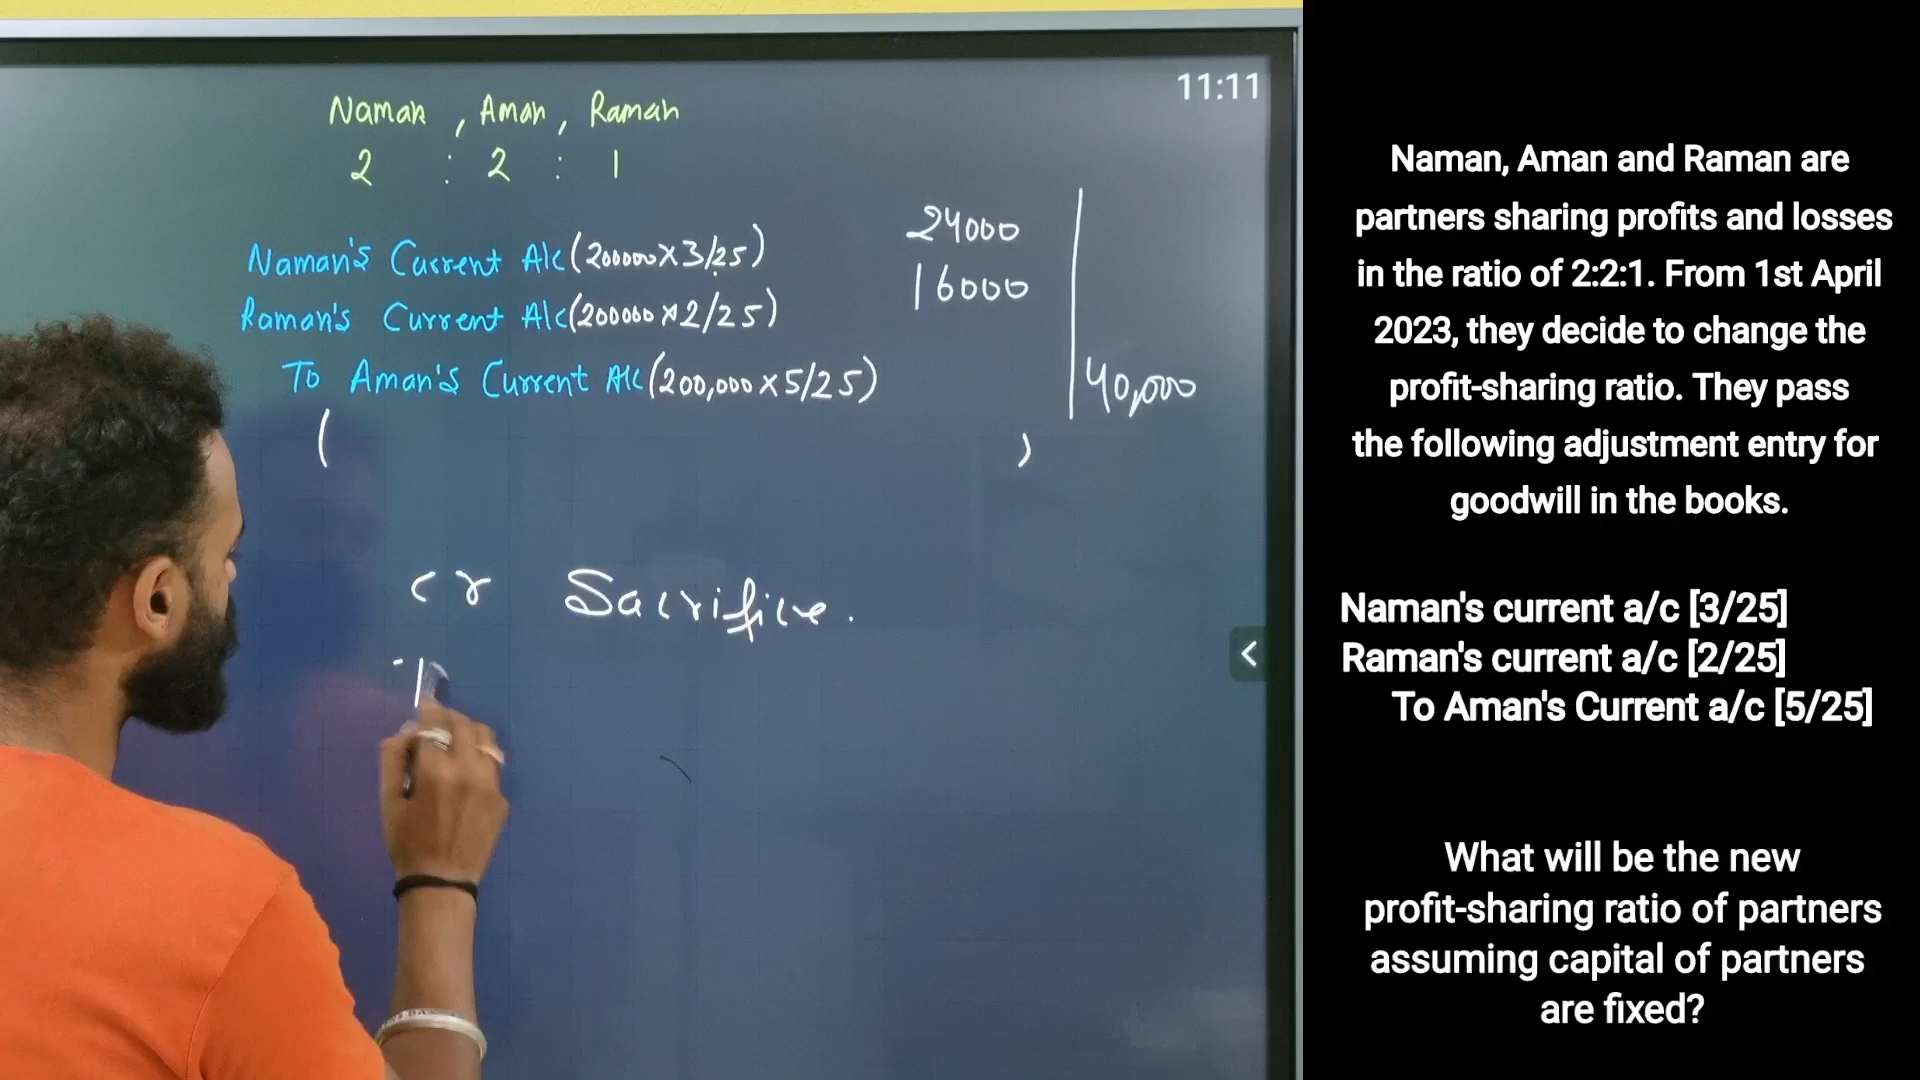 11:11
Naman , Aman , Raman
2 : 2 : 1
Naman's Current A/c (200000×3/25) 24000
Raman's Current A/c (200000×2/25) 16000
To Aman's Current A/c (200,000×5/25) 40,000
( )
cr Sacrifice.
Naman, Aman and Raman are
partners sharing profits and losses
in the ratio of 2:2:1. From 1st April
2023, they decide to change the
profit-sharing ratio. They pass
the following adjustment entry for
goodwill in the books.
Naman's current a/c [3/25]
Raman's current a/c [2/25]
To Aman's Current a/c [5/25]
What will be the new
profit-sharing ratio of partners
assuming capital of partners
are fixed?